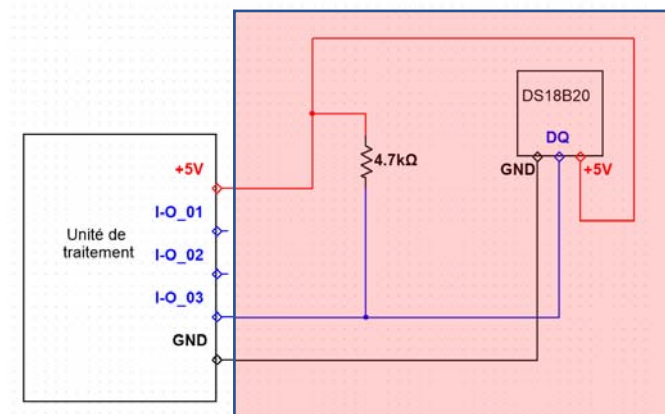 DS18B20
DQ
GND
+5V
4.7kΩ
+5V
I-O_01
Unité de
traitement
I-O_02
I-O_03
GND